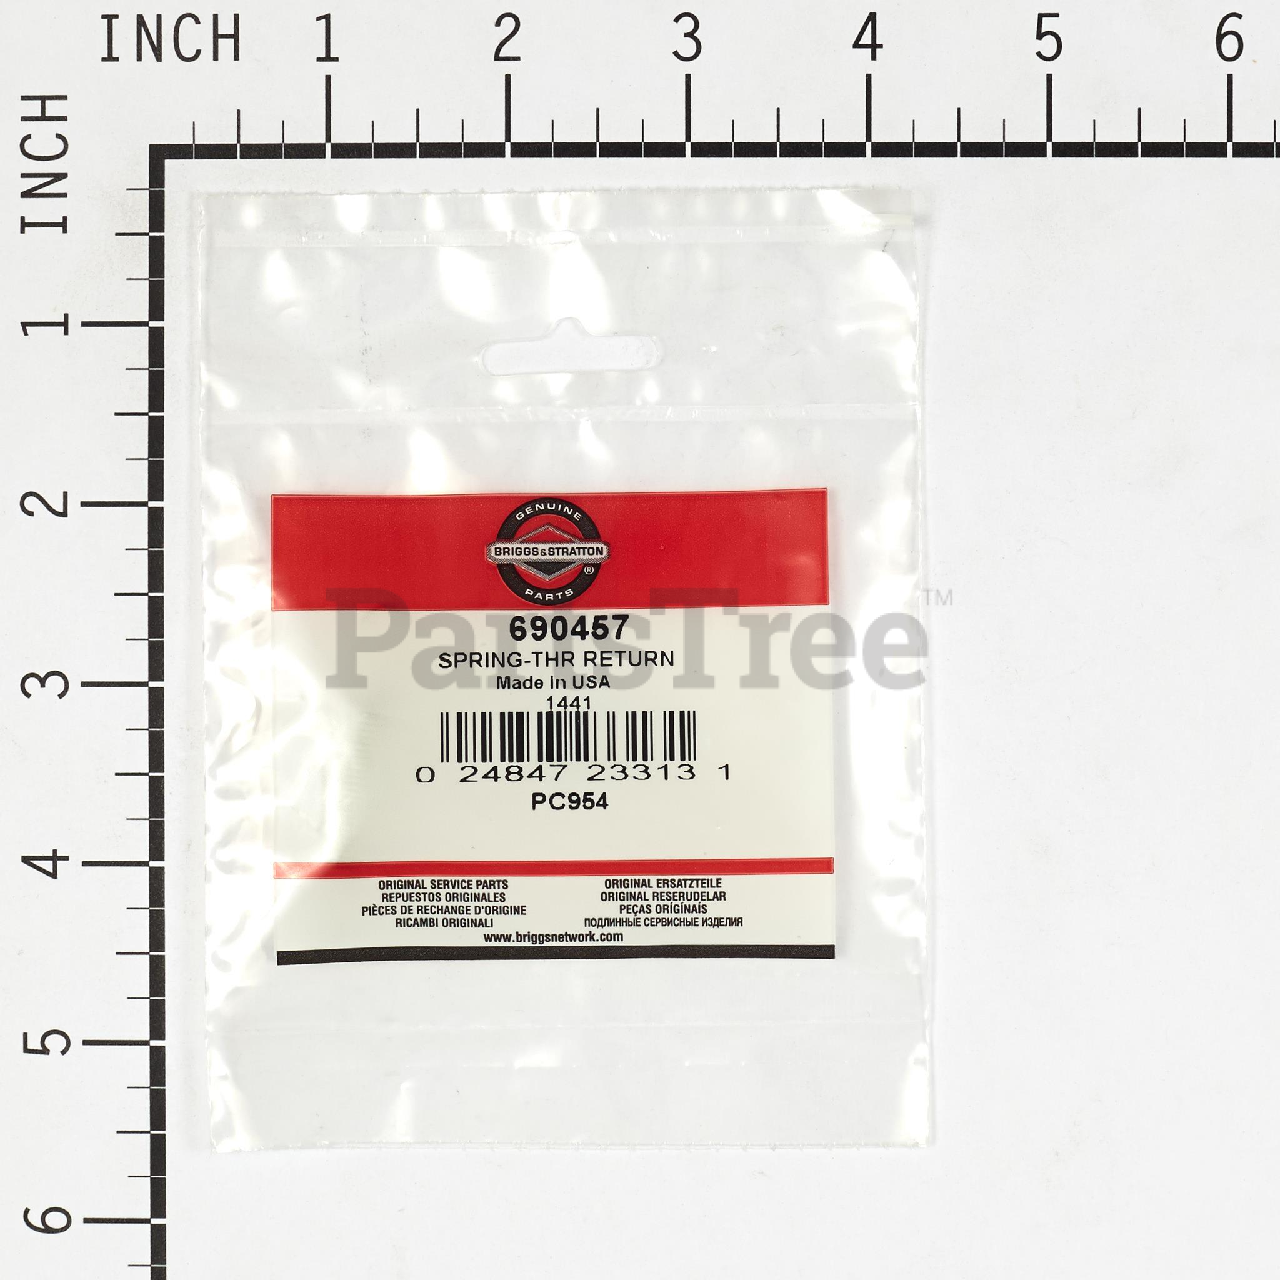 INCH 1 2 3 4 5 6
INCH
1
2
3
4
5
6
GENUINE
BRIGGS&STRATTON
®
PARTS
PartsTree™
690457
SPRING-THR RETURN
Made in USA
1441
0 24847 23313 1
PC954
ORIGINAL SERVICE PARTS
REPUESTOS ORIGINALES
PIÈCES DE RECHANGE D'ORIGINE
RICAMBI ORIGINALI
ORIGINAL ERSATZTEILE
ORIGINAL RESERUDELAR
PEÇAS ORIGÍNAIS
ПОДЛИННЫЕ СЕРВИСНЫЕ ИЗДЕЛИЯ
www.briggsnetwork.com